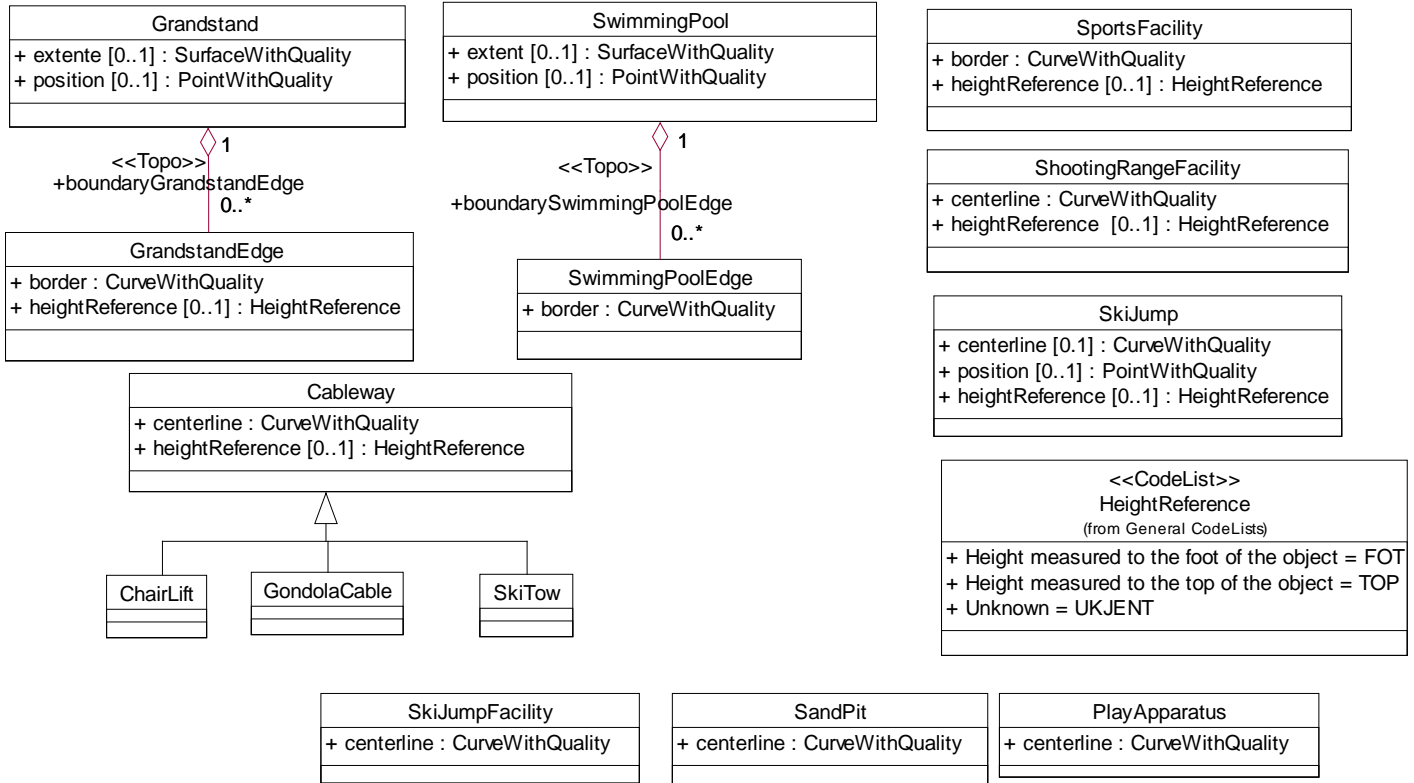 Grandstand
+ extente [0..1] : SurfaceWithQuality
+ position [0..1] : PointWithQuality
1
<<Topo>>
+boundaryGrandstandEdge
0..*
GrandstandEdge
+ border : CurveWithQuality
+ heightReference [0..1] : HeightReference
SwimmingPool
+ extent [0..1] : SurfaceWithQuality
+ position [0..1] : PointWithQuality
1
<<Topo>>
+boundarySwimmingPoolEdge
0..*
SwimmingPoolEdge
+ border : CurveWithQuality
SportsFacility
+ border : CurveWithQuality
+ heightReference [0..1] : HeightReference
ShootingRangeFacility
+ centerline : CurveWithQuality
+ heightReference  [0..1] : HeightReference
SkiJump
+ centerline [0.1] : CurveWithQuality
+ position [0..1] : PointWithQuality
+ heightReference [0..1] : HeightReference
Cableway
+ centerline : CurveWithQuality
+ heightReference [0..1] : HeightReference
ChairLift
GondolaCable
SkiTow
<<CodeList>>
HeightReference
(from General CodeLists)
+ Height measured to the foot of the object = FOT
+ Height measured to the top of the object = TOP
+ Unknown = UKJENT
SkiJumpFacility
+ centerline : CurveWithQuality
SandPit
+ centerline : CurveWithQuality
PlayApparatus
+ centerline : CurveWithQuality